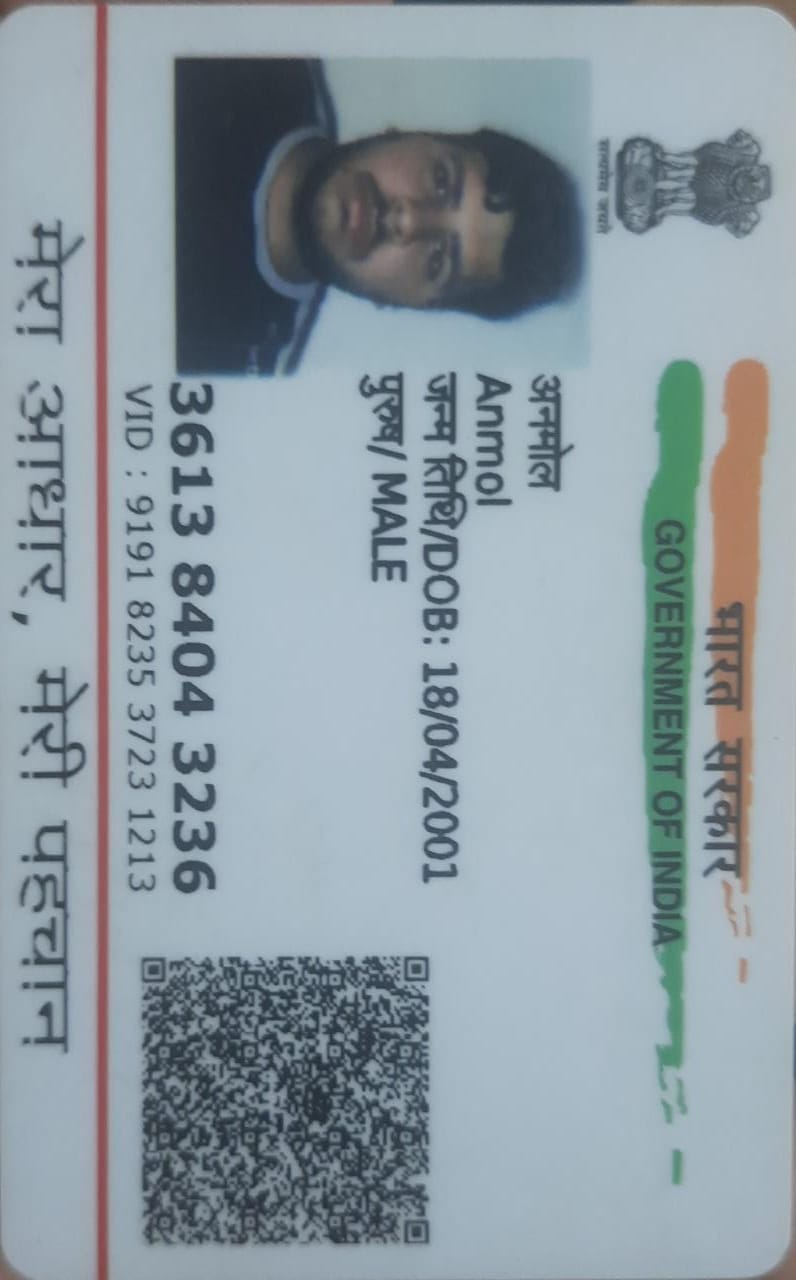 भारत सरकार
GOVERNMENT OF INDIA
सत्यमेव जयते
अनमोल
Anmol
जन्म तिथि/DOB: 18/04/2001
पुरुष/ MALE
3613 8404 3236
VID : 9191 8235 3723 1213
मेरा आधार, मेरी पहचान